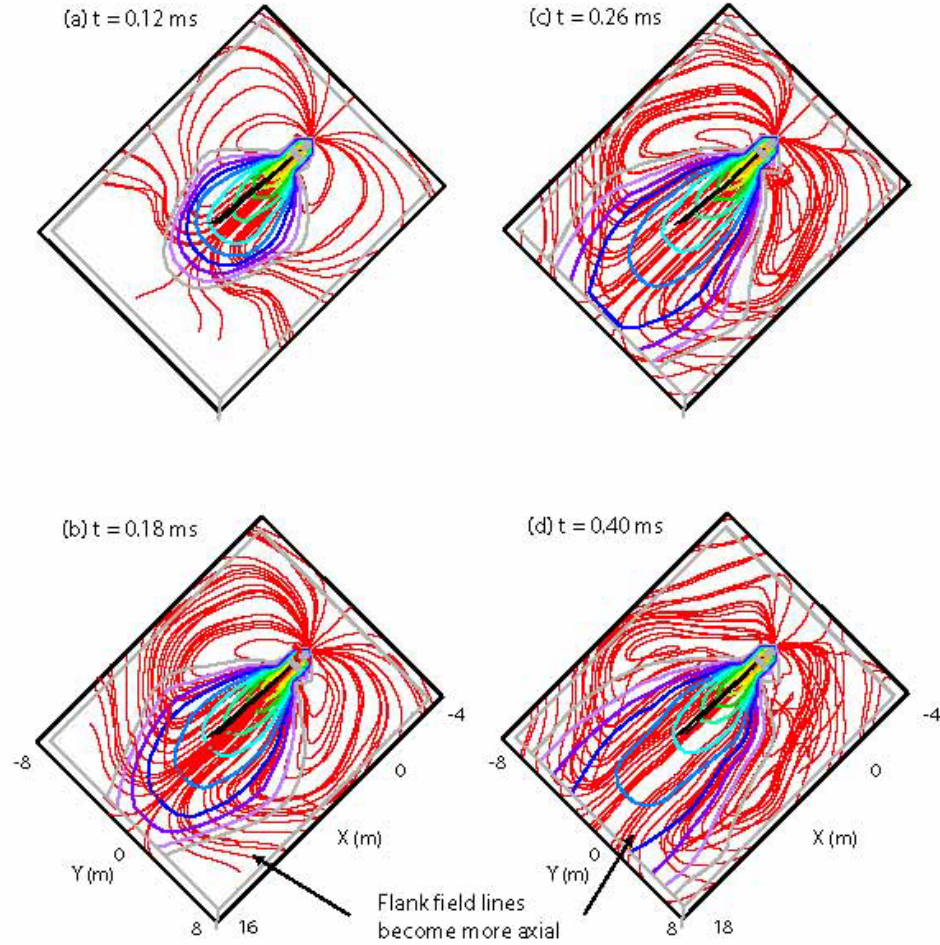 (a) t = 0.12 ms
(c) t = 0.26 ms
(b) t = 0.18 ms
(d) t = 0.40 ms
-4
-4
-8
0
-8
0
X (m)
X (m)
0
0
Y (m)
Y (m)
Flank field lines
become more axial
8 16
8 18